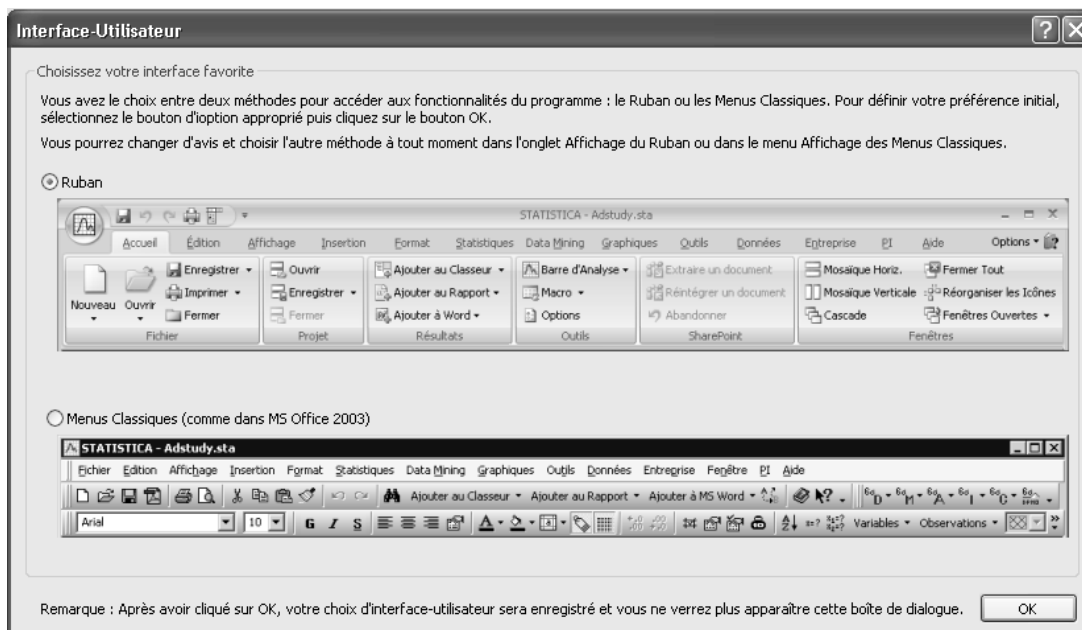 Interface-Utilisateur
Choisissez votre interface favorite
Vous avez le choix entre deux méthodes pour accéder aux fonctionnalités du programme : le Ruban ou les Menus Classiques. Pour définir votre préférence initial,
sélectionnez le bouton d'ioption approprié puis cliquez sur le bouton OK.
Vous pourrez changer d'avis et choisir l'autre méthode à tout moment dans l'onglet Affichage du Ruban ou dans le menu Affichage des Menus Classiques.
Ruban
STATISTICA - Adstudy.sta
Accueil Édition Affichage Insertion Format Statistiques Data Mining Graphiques Outils Données Entreprise PI Aide Options
Nouveau Ouvrir Enregistrer Ouvrir Ajouter au Classeur Barre d'Analyse Extraire un document Mosaïque Horiz. Fermer Tout
Imprimer Enregistrer Ajouter au Rapport Macro Réintégrer un document Mosaïque Verticale Réorganiser les Icônes
Fermer Fermer Ajouter à Word Options Abandonner Cascade Fenêtres Ouvertes
Fichier Projet Résultats Outils SharePoint Fenêtres
Menus Classiques (comme dans MS Office 2003)
STATISTICA - Adstudy.sta
Fichier Edition Affichage Insertion Format Statistiques Data Mining Graphiques Outils Données Entreprise Fenêtre PI Aide
Ajouter au Classeur Ajouter au Rapport Ajouter à MS Word
Arial 10 G I S Variables Observations
Remarque : Après avoir cliqué sur OK, votre choix d'interface-utilisateur sera enregistré et vous ne verrez plus apparaître cette boîte de dialogue. OK